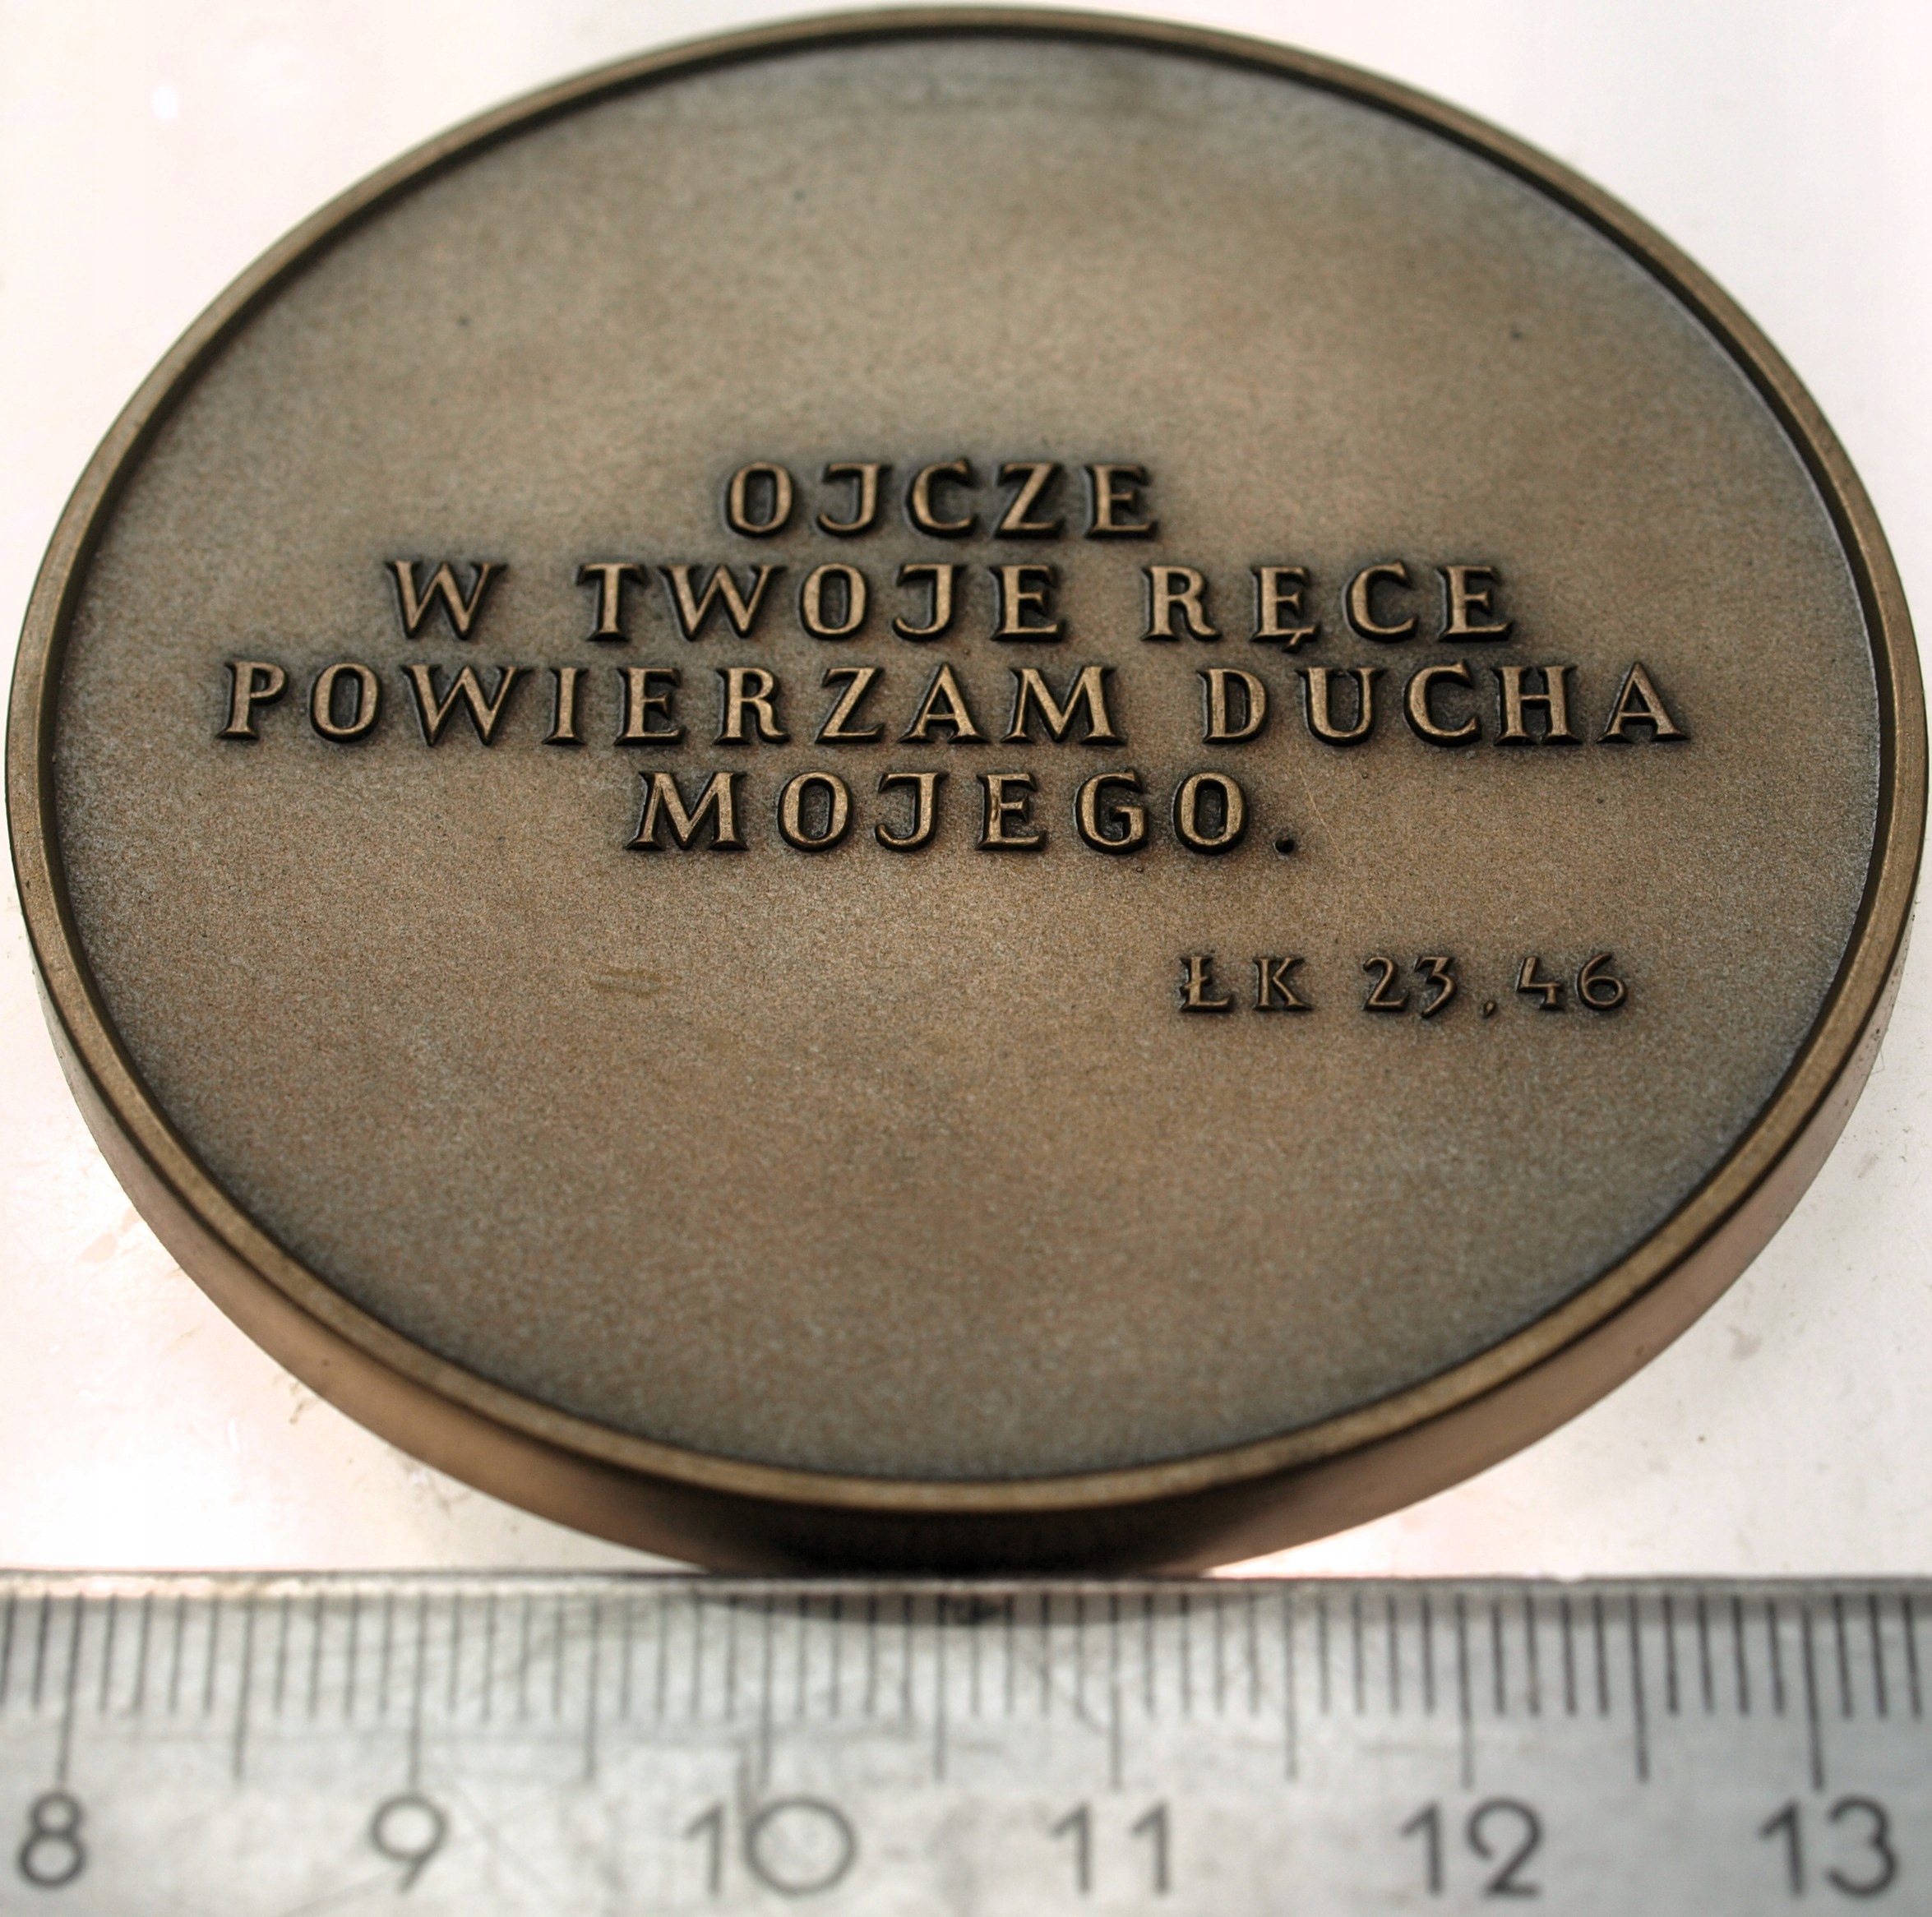 OJCZE
W TWOJE RĘCE
POWIERZAM DUCHA
MOJEGO.
ŁK 23,46
8 9 10 11 12 13